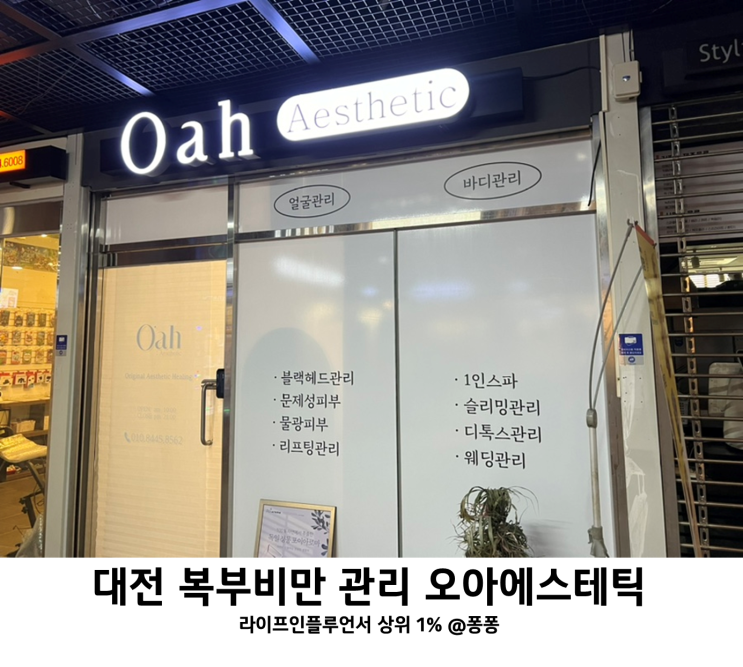 Oah Aesthetic
Styl
.6008
얼굴관리
바디관리
Oah
· 블랙헤드관리
· 문제성피부
· 물광피부
· 리프팅관리
· 1인스파
· 슬리밍관리
· 디톡스관리
· 웨딩관리
대전 복부비만 관리 오아에스테틱
라이프인플루언서 상위 1% @퐁퐁